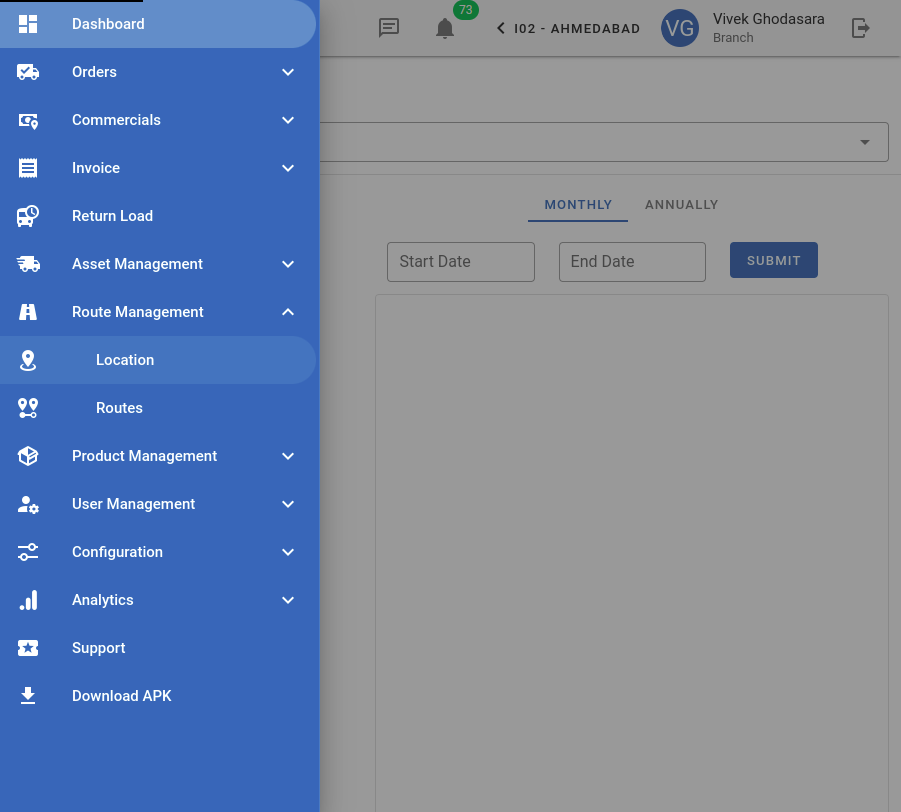 Dashboard
Orders
Commercials
Invoice
Return Load
Asset Management
Route Management
Location
Routes
Product Management
User Management
Configuration
Analytics
Support
Download APK
73
I02 - AHMEDABAD
VG
Vivek Ghodasara
Branch
MONTHLY
ANNUALLY
Start Date
End Date
SUBMIT